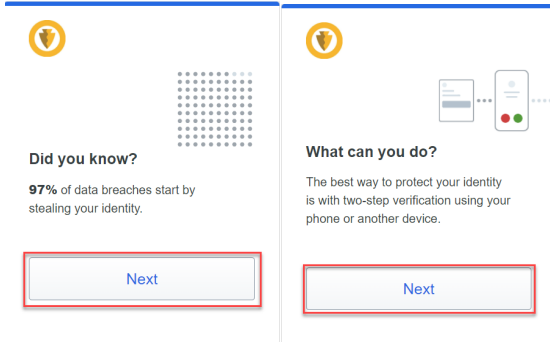 Did you know?
97% of data breaches start by
stealing your identity.
Next
What can you do?
The best way to protect your identity
is with two-step verification using your
phone or another device.
Next